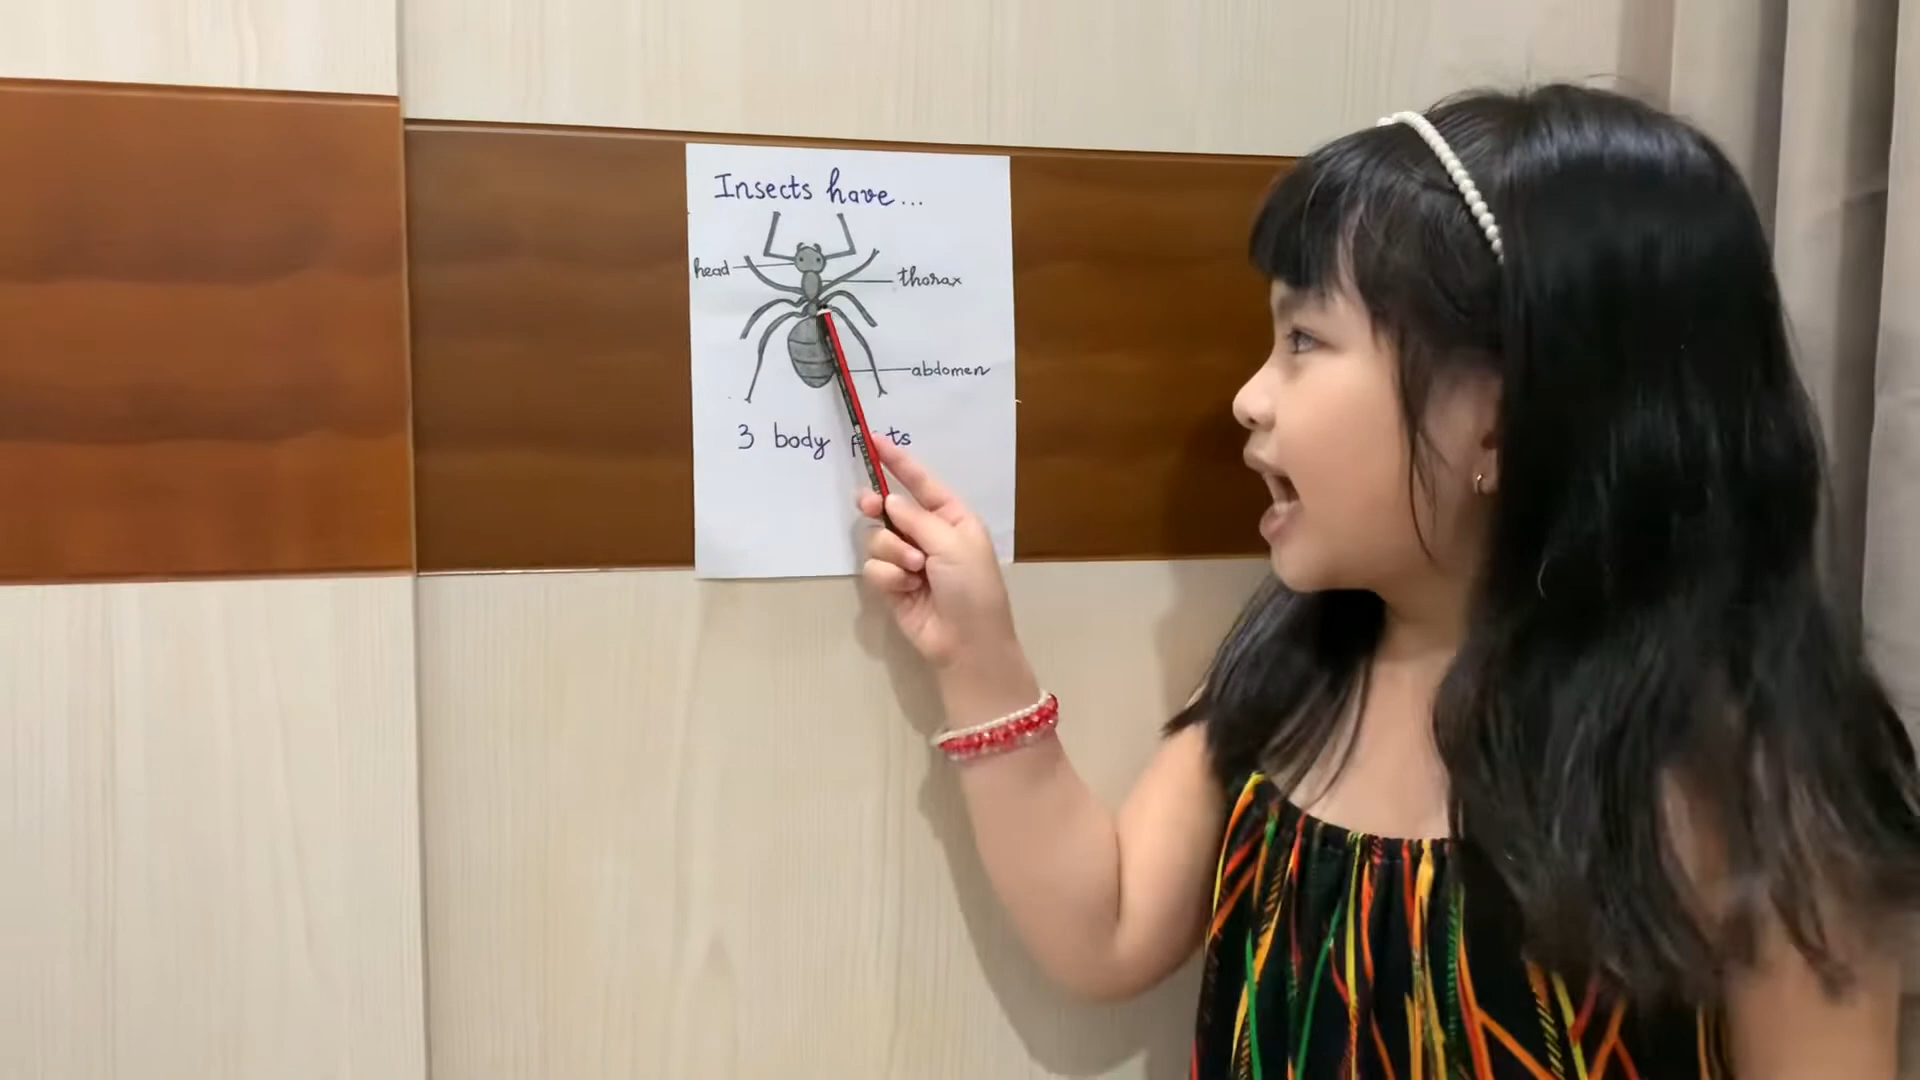 Insects have...
head
thorax
abdomen
3 body